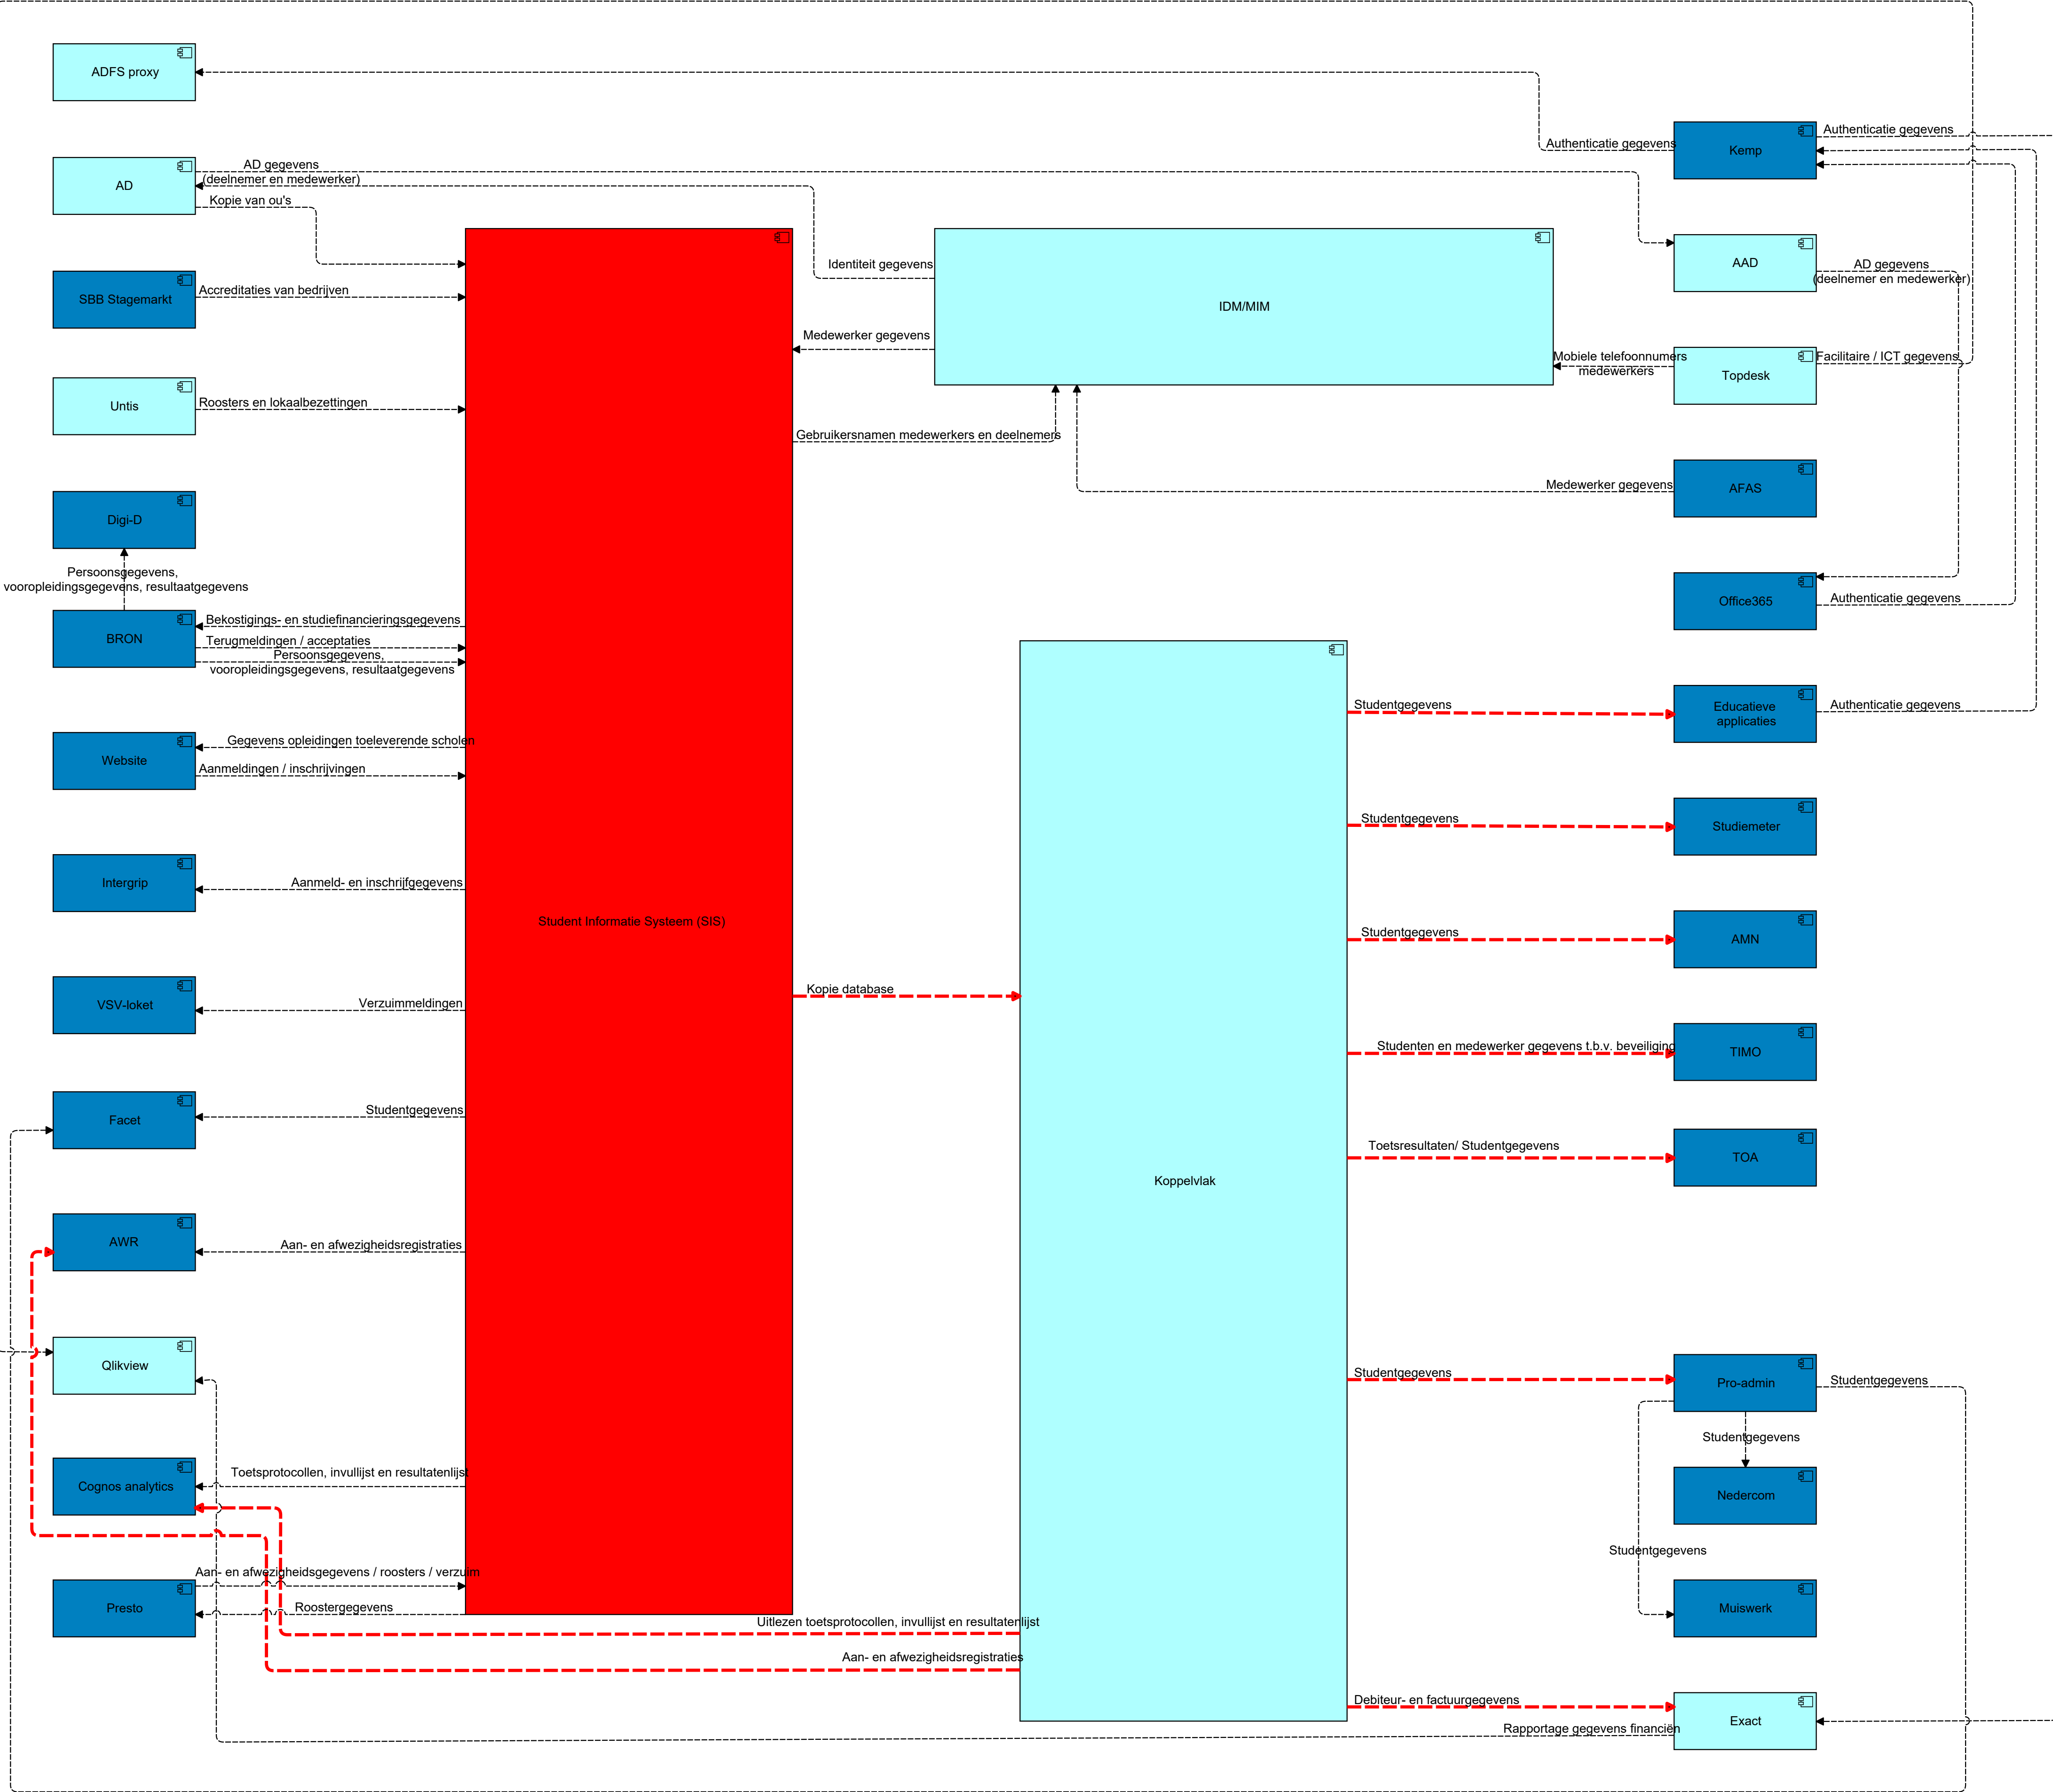 ADFS proxy
Authenticatie gegevens
Kemp
Authenticatie gegevens
AD
AD gegevens
(deelnemer en medewerker)
Kopie van ou's
SBB Stagemarkt
Accreditaties van bedrijven
Identiteit gegevens
IDM/MIM
AAD
AD gegevens
(deelnemer en medewerker)
Medewerker gegevens
Mobiele telefoonnumers
medewerkers
Topdesk
Facilitaire / ICT gegevens
Untis
Roosters en lokaalbezettingen
Gebruikersnamen medewerkers en deelnemers
Medewerker gegevens
AFAS
Digi-D
Persoonsgegevens,
vooropleidingsgegevens, resultaatgegevens
Office365
Authenticatie gegevens
BRON
Bekostigings- en studiefinancieringsgegevens
Terugmeldingen / acceptaties
Persoonsgegevens,
vooropleidingsgegevens, resultaatgegevens
Studentgegevens
Educatieve
applicaties
Authenticatie gegevens
Website
Gegevens opleidingen toeleverende scholen
Aanmeldingen / inschrijvingen
Studentgegevens
Studiemeter
Intergrip
Aanmeld- en inschrijfgegevens
Student Informatie Systeem (SIS)
Studentgegevens
AMN
VSV-loket
Verzuimmeldingen
Kopie database
Studenten en medewerker gegevens t.b.v. beveiliging
TIMO
Facet
Studentgegevens
Toetsresultaten/ Studentgegevens
TOA
Koppelvlak
AWR
Aan- en afwezigheidsregistraties
Qlikview
Studentgegevens
Pro-admin
Studentgegevens
Studentgegevens
Cognos analytics
Toetsprotocollen, invullijst en resultatenlijst
Nedercom
Studentgegevens
Presto
Aan- en afwezigheidsgegevens / roosters / verzuim
Roostergegevens
Muiswerk
Uitlezen toetsprotocollen, invullijst en resultatenlijst
Aan- en afwezigheidsregistraties
Debiteur- en factuurgegevens
Exact
Rapportage gegevens financiën